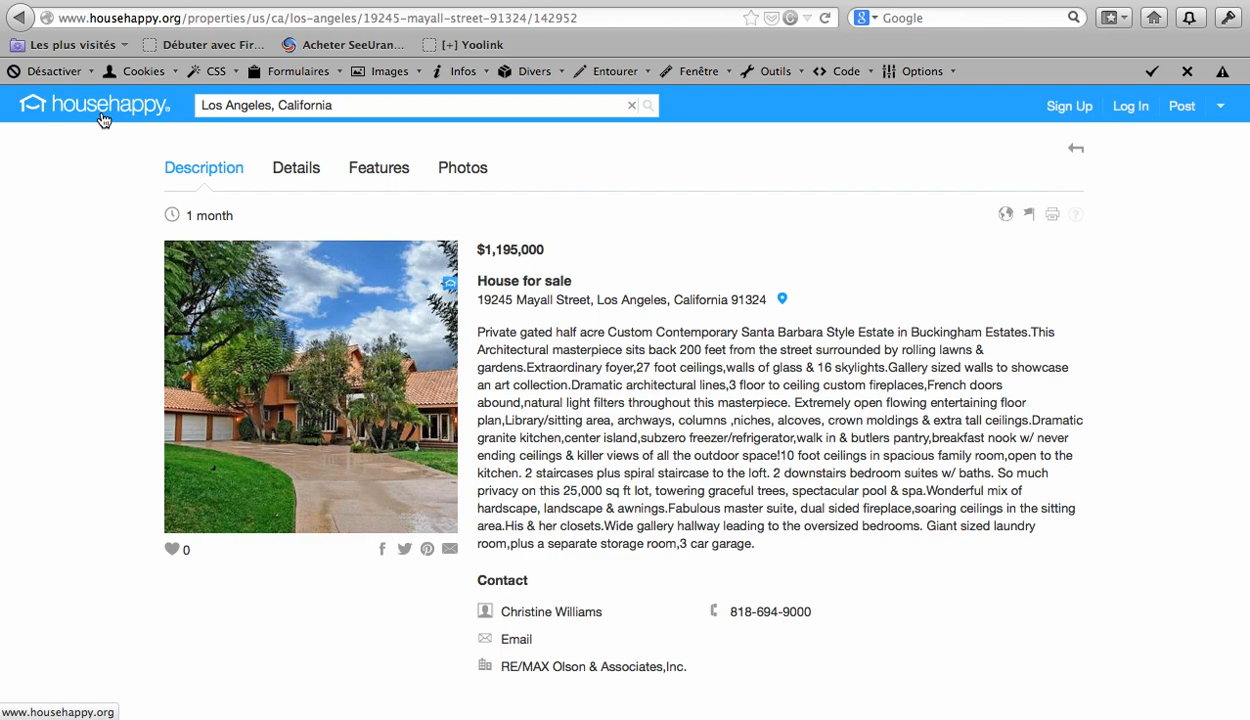 www.househappy.org/properties/us/ca/los-angeles/19245-mayall-street-91324/142952
Google
Les plus visités
Débuter avec Fir...
Acheter SeeUran...
[+] Yoolink
Désactiver
Cookies
CSS
Formulaires
Images
Infos
Divers
Entourer
Fenêtre
Outils
Code
Options
househappy
Los Angeles, California
Sign Up
Log In
Post
Description
Details
Features
Photos
1 month
$1,195,000
House for sale
19245 Mayall Street, Los Angeles, California 91324
Private gated half acre Custom Contemporary Santa Barbara Style Estate in Buckingham Estates.This
Architectural masterpiece sits back 200 feet from the street surrounded by rolling lawns &
gardens.Extraordinary foyer,27 foot ceilings,walls of glass & 16 skylights.Gallery sized walls to showcase
an art collection.Dramatic architectural lines,3 floor to ceiling custom fireplaces,French doors
abound,natural light filters throughout this masterpiece. Extremely open flowing entertaining floor
plan,Library/sitting area, archways, columns ,niches, alcoves, crown moldings & extra tall ceilings.Dramatic
granite kitchen,center island,subzero freezer/refrigerator,walk in & butlers pantry,breakfast nook w/ never
ending ceilings & killer views of all the outdoor space!10 foot ceilings in spacious family room,open to the
kitchen. 2 staircases plus spiral staircase to the loft. 2 downstairs bedroom suites w/ baths. So much
privacy on this 25,000 sq ft lot, towering graceful trees, spectacular pool & spa.Wonderful mix of
hardscape, landscape & awnings.Fabulous master suite, dual sided fireplace,soaring ceilings in the sitting
area.His & her closets.Wide gallery hallway leading to the oversized bedrooms. Giant sized laundry
room,plus a separate storage room,3 car garage.
0
Contact
Christine Williams
818-694-9000
Email
RE/MAX Olson & Associates,Inc.
www.househappy.org